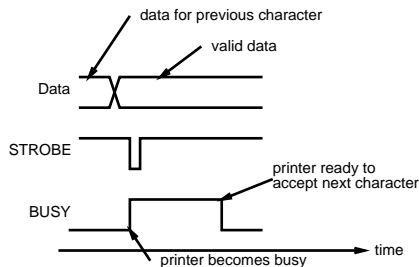 data for previous character
valid data
Data
STROBE
printer ready to
accept next character
BUSY
time
printer becomes busy